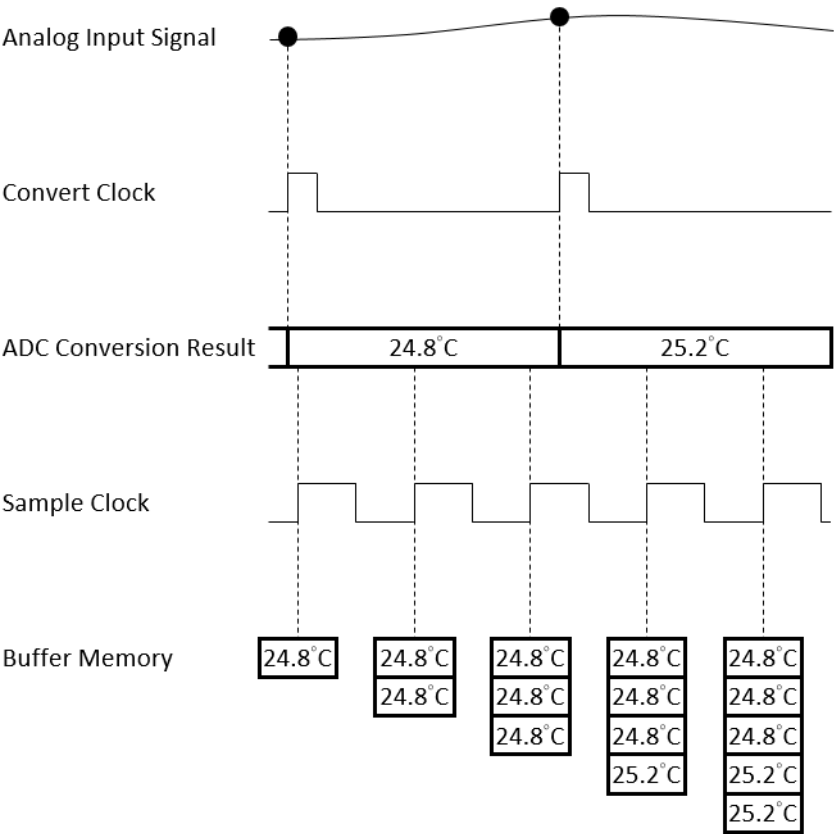 Analog Input Signal
Convert Clock
ADC Conversion Result 24.8°C 25.2°C
Sample Clock
Buffer Memory 24.8°C 24.8°C 24.8°C 24.8°C 24.8°C
24.8°C 24.8°C 24.8°C 24.8°C
24.8°C 24.8°C 24.8°C
25.2°C 25.2°C
25.2°C